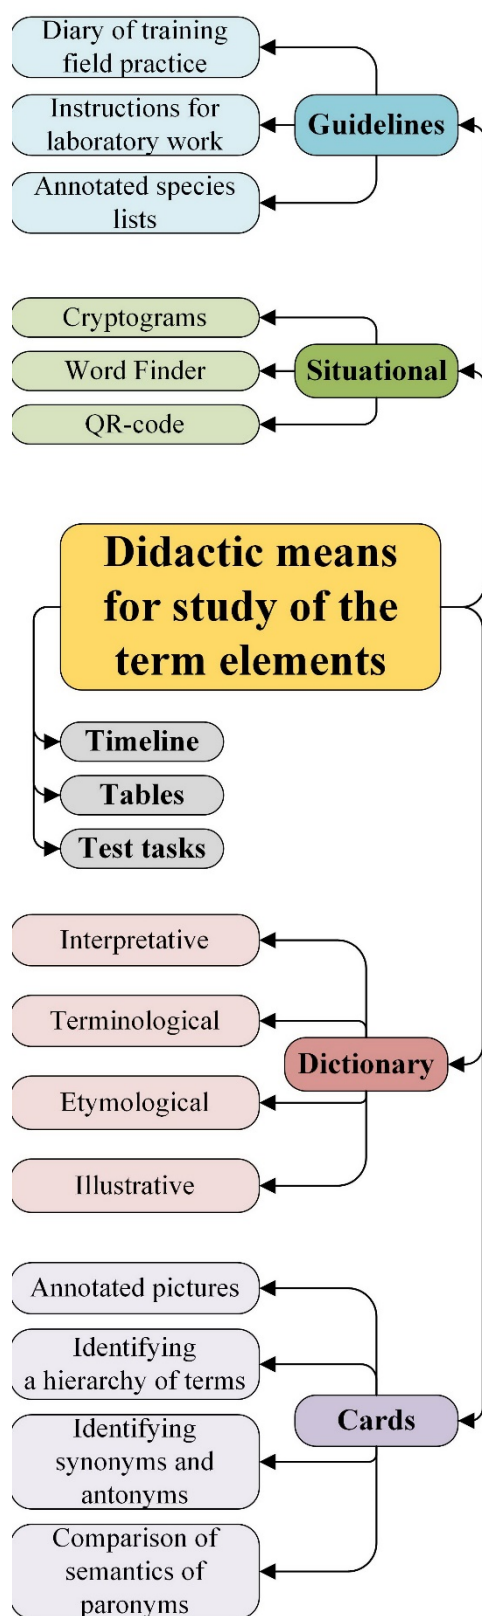 Diary of training
field practice
Instructions for
laboratory work
Annotated species
lists
Guidelines
Cryptograms
Word Finder
QR-code
Situational
Didactic means
for study of the
term elements
Timeline
Tables
Test tasks
Interpretative
Terminological
Etymological
Illustrative
Dictionary
Annotated pictures
Identifying
a hierarchy of terms
Identifying
synonyms and
antonyms
Comparison of
semantics of
paronyms
Cards